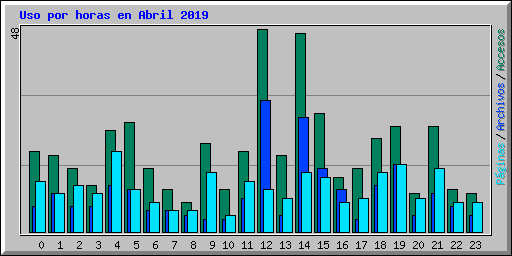 Uso por horas en Abril 2019
48
Páginas / Archivos / Accesos
0 1 2 3 4 5 6 7 8 9 10 11 12 13 14 15 16 17 18 19 20 21 22 23